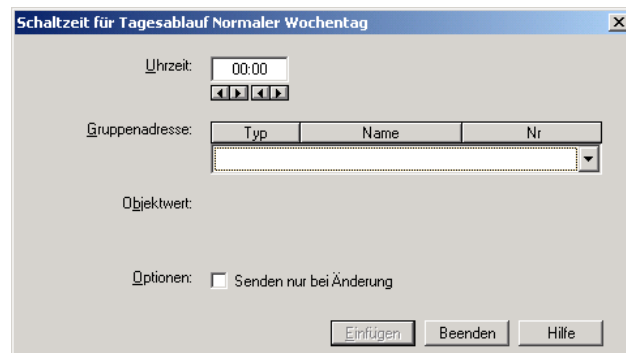 Schaltzeit für Tagesablauf Normaler Wochentag
Uhrzeit: 00:00
Gruppenadresse: Typ Name Nr
Objektwert:
Optionen: Senden nur bei Änderung
Einfügen Beenden Hilfe